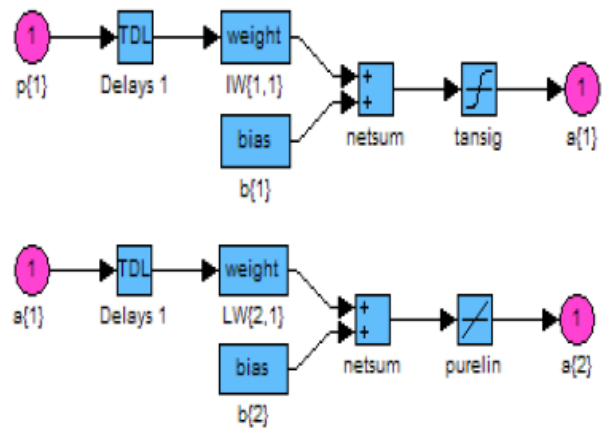 1 TDL weight
p{1} Delays 1 IW{1,1}
+
+
1
bias netsum tansig a{1}
b{1}
1 TDL weight
a{1} Delays 1 LW{2,1}
+
+
1
bias netsum purelin a{2}
b{2}